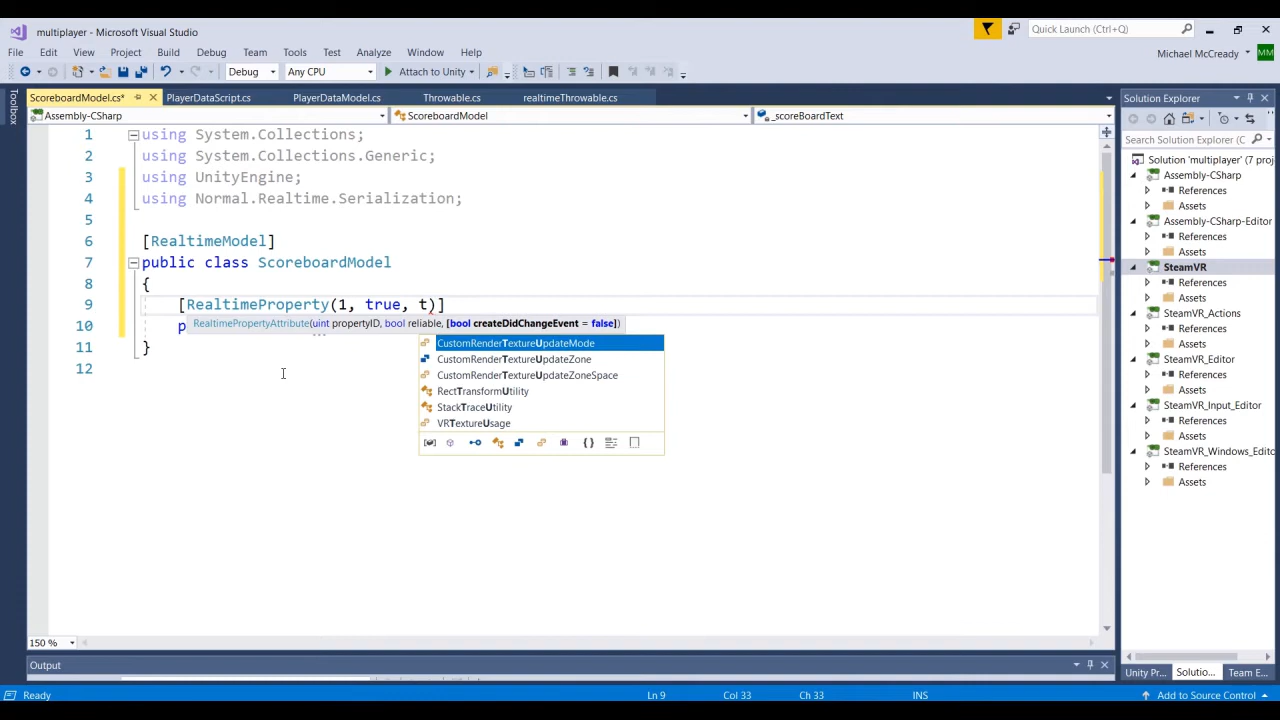 multiplayer - Microsoft Visual Studio
Quick Launch (Ctrl+Q)
File Edit View Project Build Debug Team Tools Test Analyze Window Help
Michael McCready MM
Debug Any CPU Attach to Unity
Toolbox
ScoreboardModel.cs* PlayerDataScript.cs PlayerDataModel.cs Throwable.cs realtimeThrowable.cs
Assembly-CSharp ScoreboardModel _scoreBoardText
1 using System.Collections;
2 using System.Collections.Generic;
3 using UnityEngine;
4 using Normal.Realtime.Serialization;
5
6 [RealtimeModel]
7 public class ScoreboardModel
8 {
9 [RealtimeProperty(1, true, t)]
RealtimePropertyAttribute(uint propertyID, bool reliable, [bool createDidChangeEvent = false])
10 p
11 }
12
CustomRenderTextureUpdateMode
CustomRenderTextureUpdateZone
CustomRenderTextureUpdateZoneSpace
RectTransformUtility
StackTraceUtility
VRTextureUsage
150 %
Output
Solution Explorer
Search Solution Explorer (C
Solution 'multiplayer' (7 proj
Assembly-CSharp
References
Assets
Assembly-CSharp-Editor
References
Assets
SteamVR
References
Assets
SteamVR_Actions
References
Assets
SteamVR_Editor
References
Assets
SteamVR_Input_Editor
References
Assets
SteamVR_Windows_Edito
References
Assets
Unity Pr... Solutio... Team E...
Ready Ln 9 Col 33 Ch 33 INS Add to Source Control